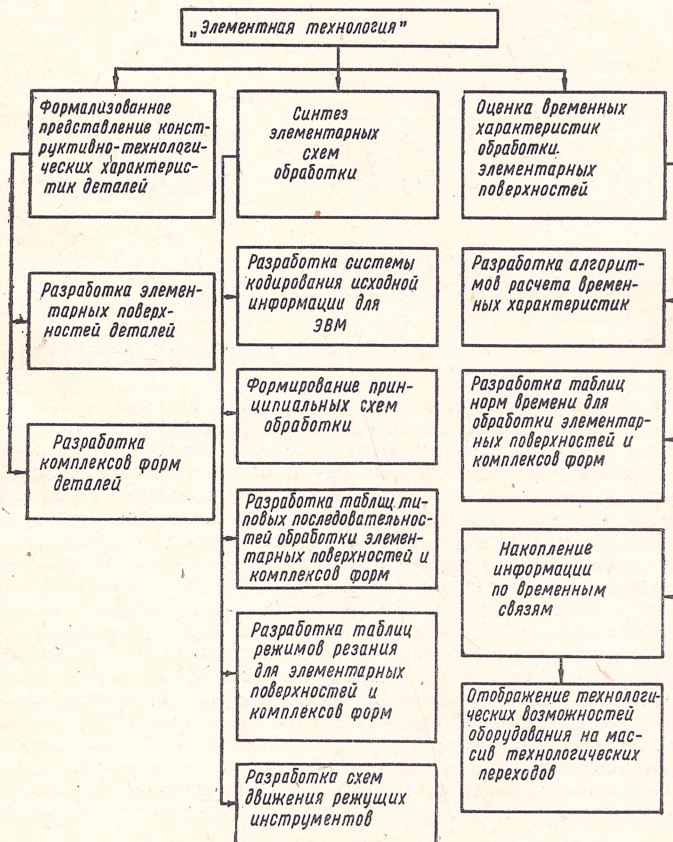 „Элементная технология"
Формализованное
представление конст-
руктивно-технологи-
ческих характерис-
тик деталей
Синтез
элементарных
схем
обработки
Оценка временных
характеристик
обработки.
элементарных
поверхностей
Разработка элемен-
тарных поверх-
ностей деталей
Разработка
комплексов форм
деталей
Разработка системы
кодирования исходной
информации для
ЭВМ
Формирование прин-
ципиальных схем
обработки
Разработка таблиц ти-
повых последовательнос-
тей обработки элемен-
тарных поверхностей и
комплексов форм
Разработка таблиц
режимов резания
для элементарных
поверхностей и
комплексов форм
Разработка схем
движения режущих
инструментов
Разработка алгорит-
мов расчета времен-
ных характеристик
Разработка таблиц
норм времени для
обработки элементар-
ных поверхностей и
комплексов форм
Накопление
информации
по временным
связям
Отображение технологи-
ческих возможностей
оборудования на мас-
сив технологических
переходов